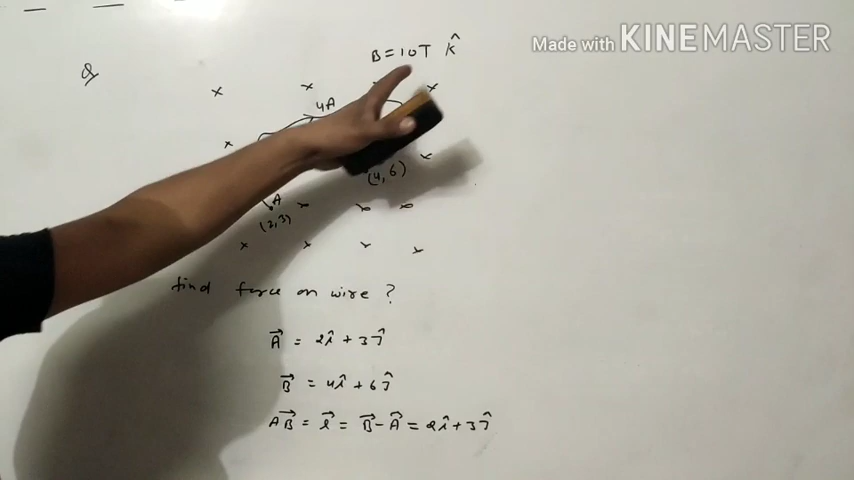 Made with KINEMASTER
Q
B = 10T k̂
4A
(4, 6)
A
(2,3)
find force on wire ?
A⃗ = 2î + 3ĵ
B⃗ = 4î + 6ĵ
AB⃗ = l⃗ = B⃗ - A⃗ = 2î + 3ĵ